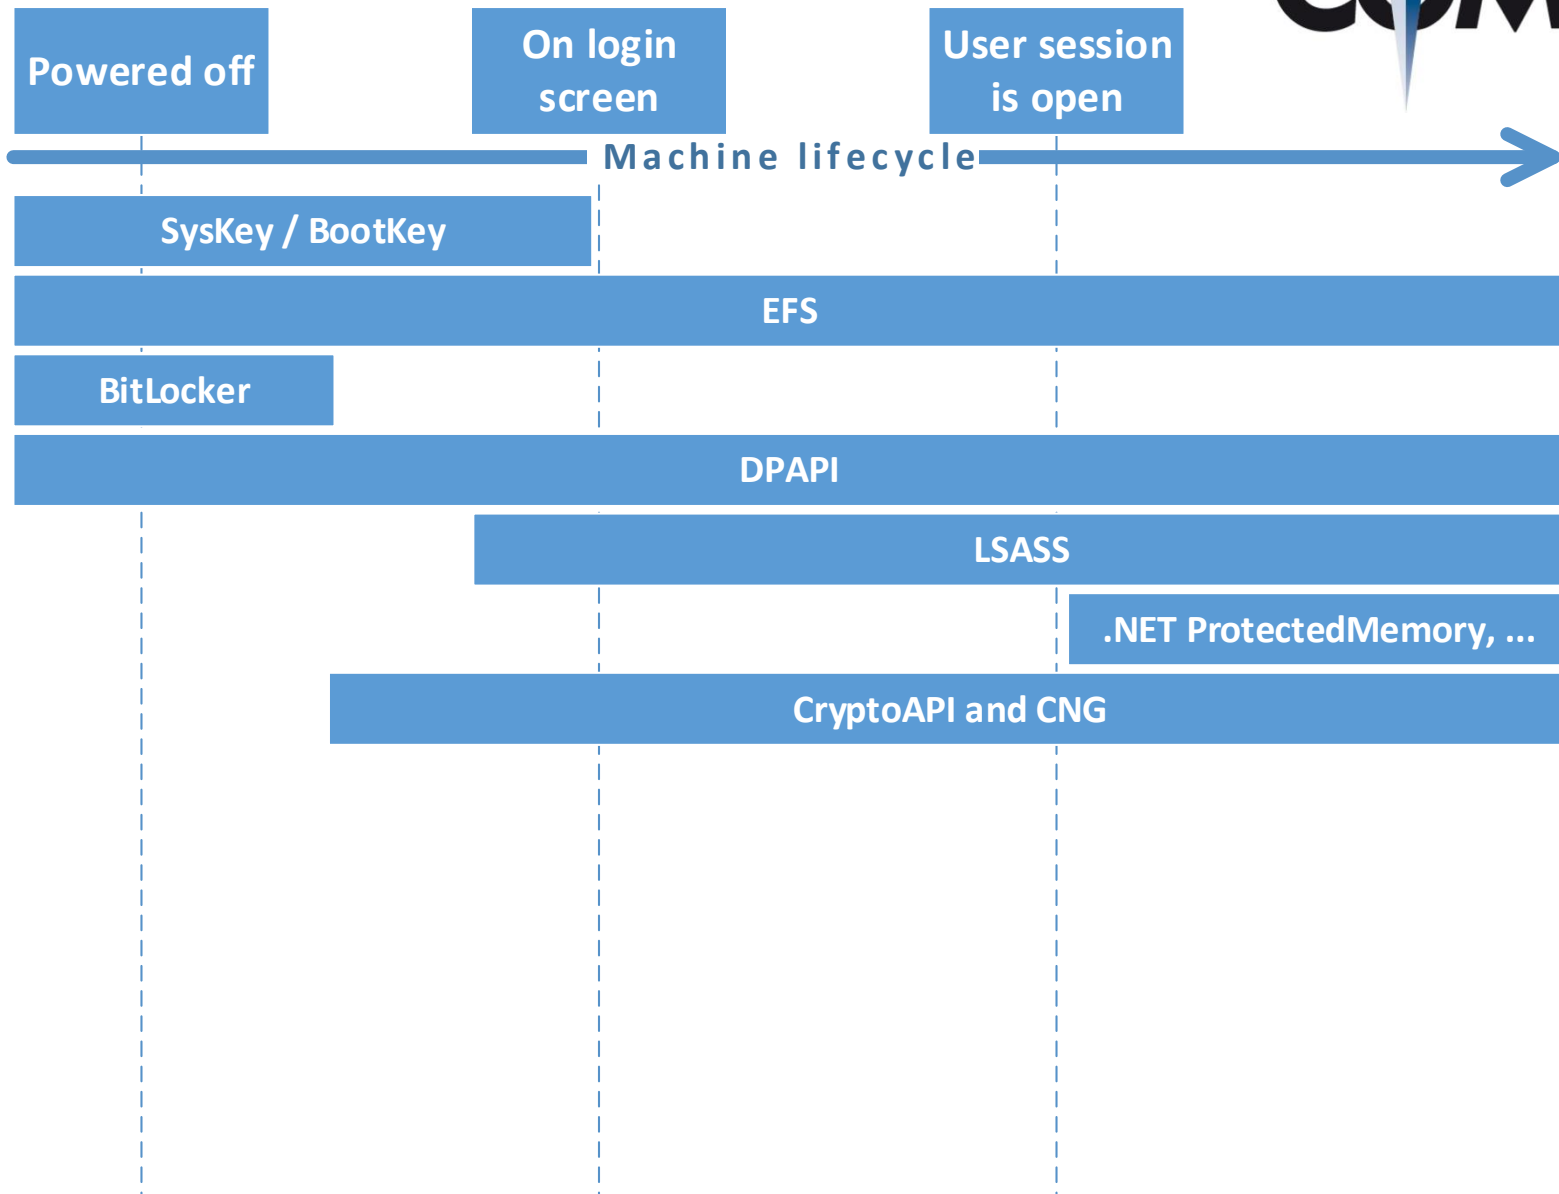 Powered off
On login
screen
User session
is open
COM
Machine lifecycle
SysKey / BootKey
EFS
BitLocker
DPAPI
LSASS
.NET ProtectedMemory, ...
CryptoAPI and CNG